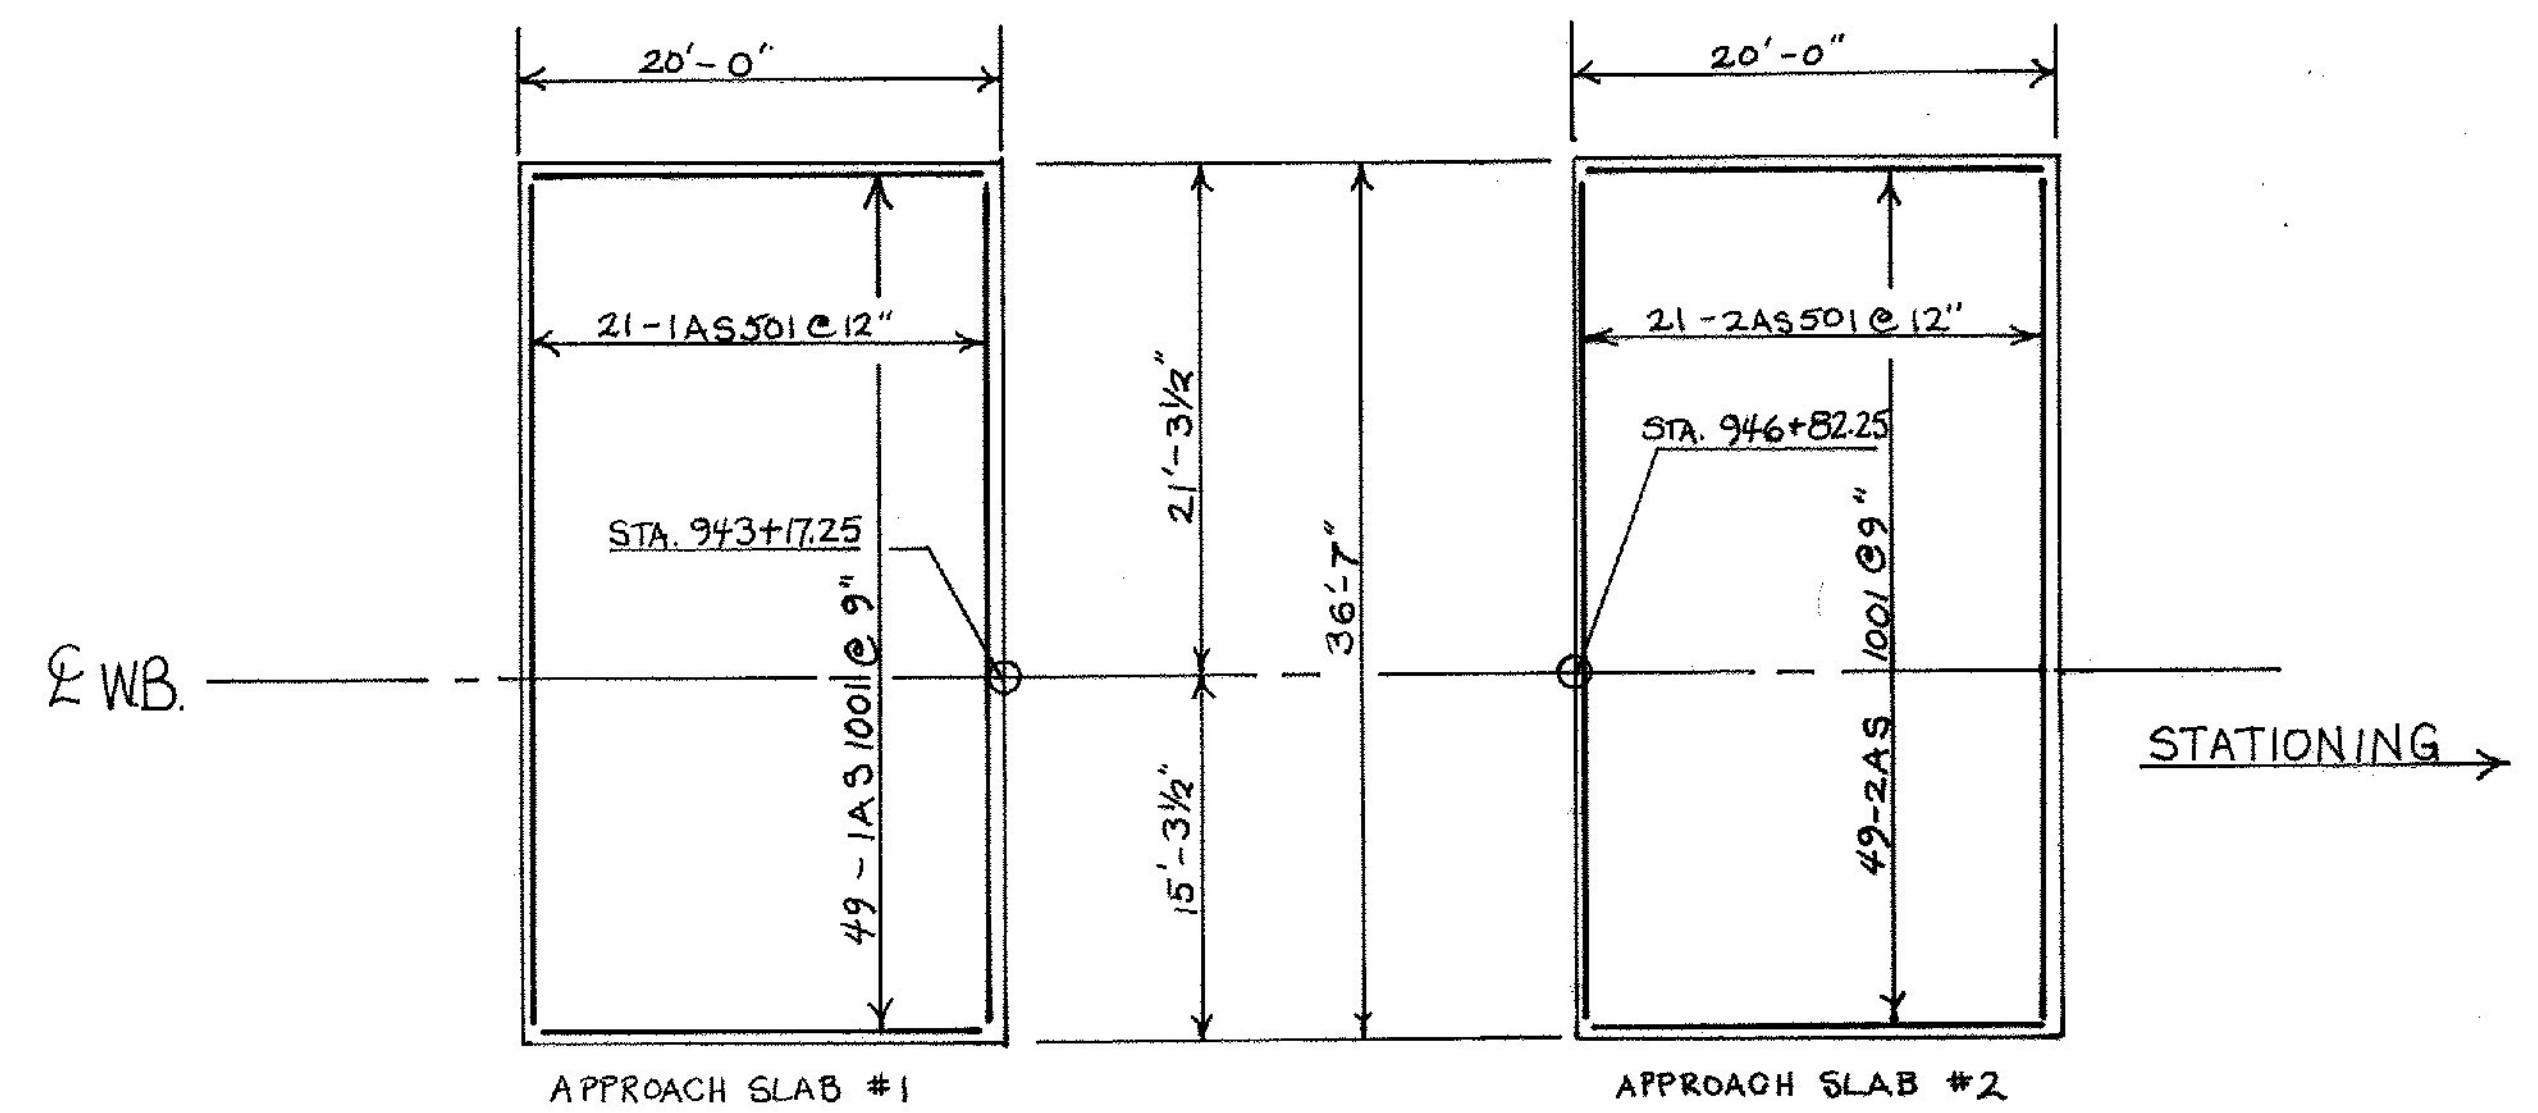 20'-0"
20'-0"
21-1AS501@12"
21-2AS501@12"
21'-3½"
STA. 946+82.25
STA. 943+17.25
36'-7"
49-1AS1001@9"
49-2AS 1001@9"
℄ W.B.
15'-3½"
STATIONING
APPROACH SLAB #1
APPROACH SLAB #2